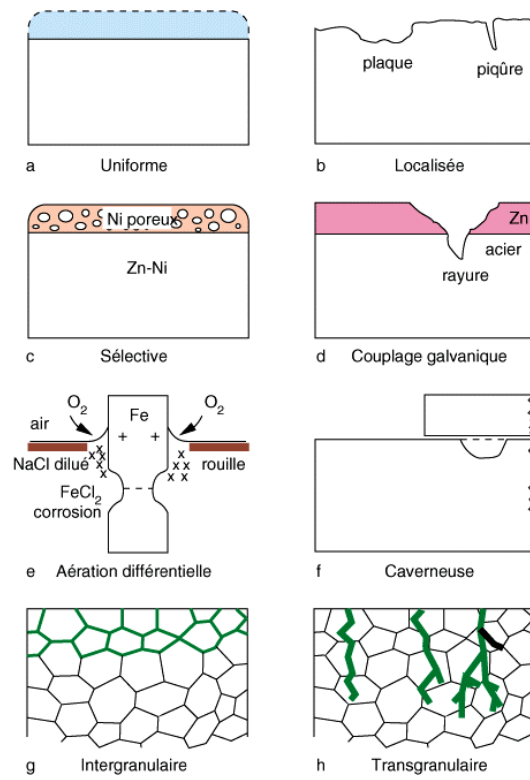 plaque
piqûre
a Uniforme
b Localisée
Ni poreux
Zn-Ni
Zn
acier
rayure
c Sélective
d Couplage galvanique
O2 O2
air
Fe
+ +
NaCl dilué
x x x x x x x x x x x
rouille
FeCl2
corrosion
e Aération différentielle
f Caverneuse
g Intergranulaire
h Transgranulaire